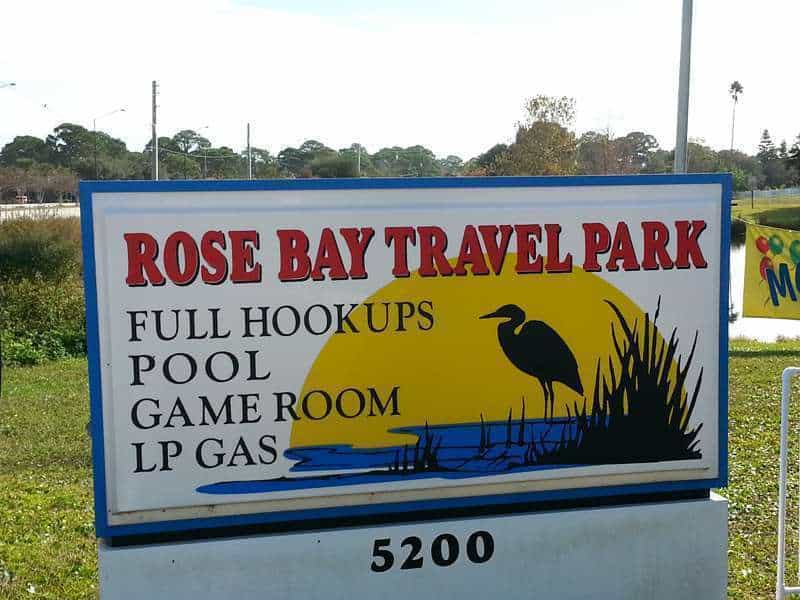 ROSE BAY TRAVEL PARK
FULL HOOKUPS
POOL
GAME ROOM
LP GAS
5200